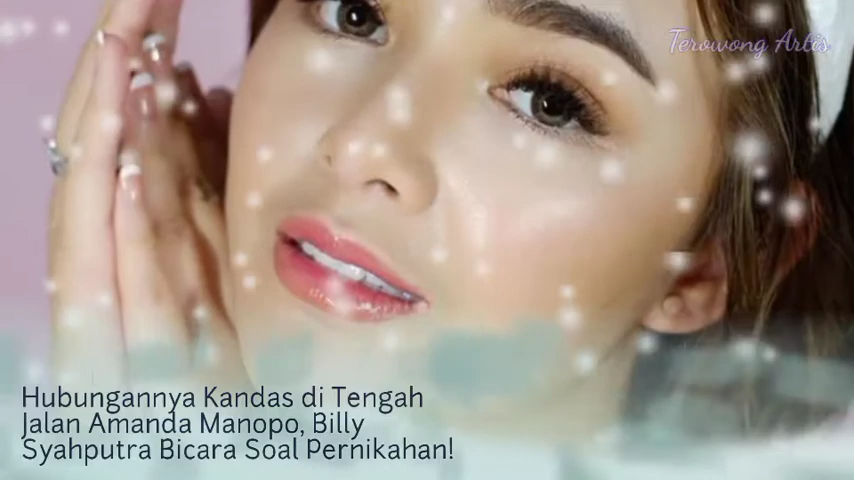 Terowong Artis
Hubungannya Kandas di Tengah
Jalan Amanda Manopo, Billy
Syahputra Bicara Soal Pernikahan!